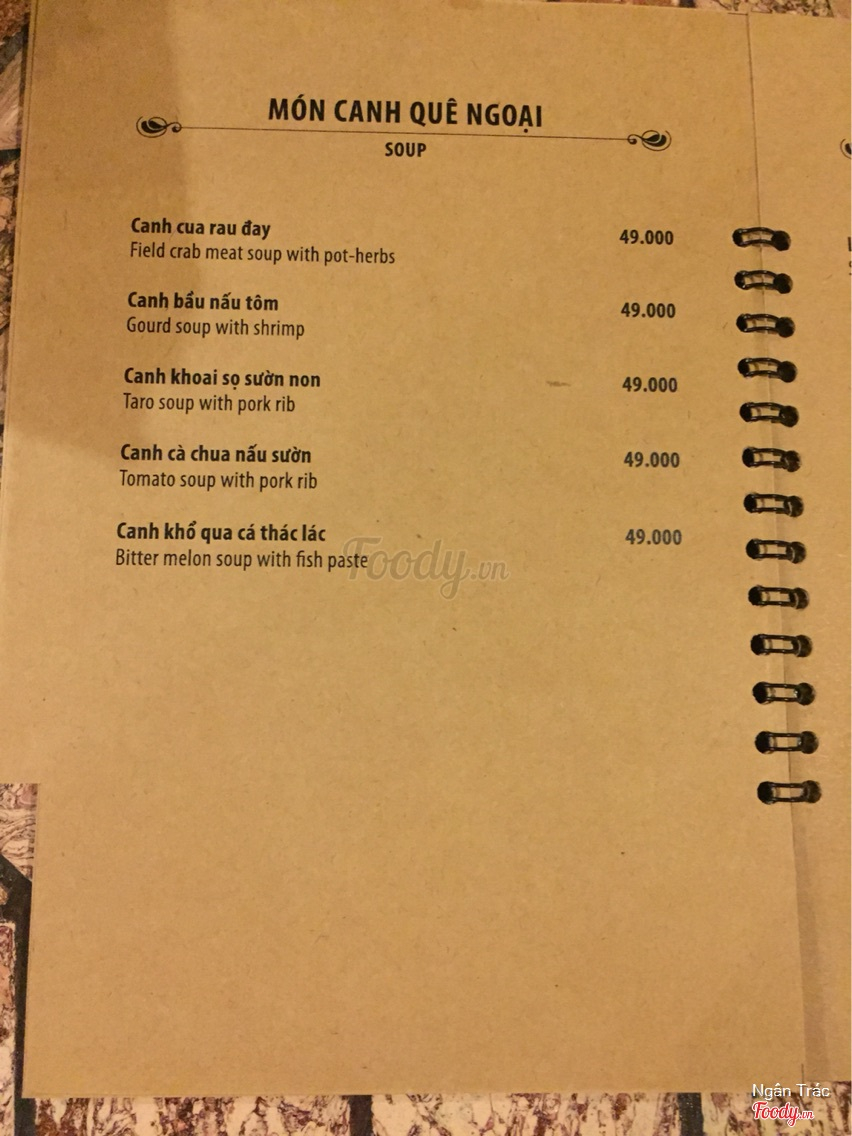 MÓN CANH QUÊ NGOẠI
SOUP
Canh cua rau đay 49.000
Field crab meat soup with pot-herbs
Canh bầu nấu tôm 49.000
Gourd soup with shrimp
Canh khoai sọ sườn non 49.000
Taro soup with pork rib
Canh cà chua nấu sườn 49.000
Tomato soup with pork rib
Canh khổ qua cá thác lác 49.000
Bitter melon soup with fish paste
Foody.vn
Ngân Trác
Foody.vn